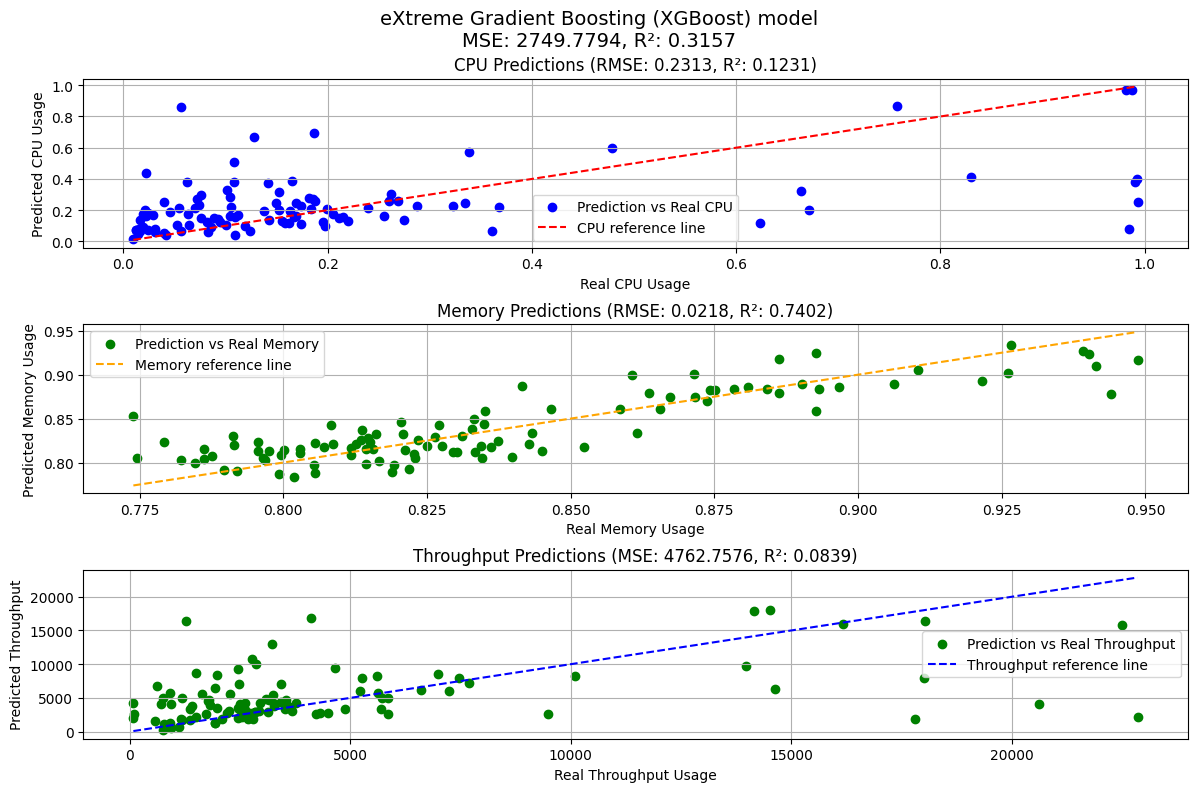 eXtreme Gradient Boosting (XGBoost) model
MSE: 2749.7794, R²: 0.3157
CPU Predictions (RMSE: 0.2313, R²: 0.1231)
Predicted CPU Usage
1.0
0.8
0.6
0.4
0.2
0.0
Prediction vs Real CPU
CPU reference line
0.0 0.2 0.4 0.6 0.8 1.0
Real CPU Usage
Memory Predictions (RMSE: 0.0218, R²: 0.7402)
Predicted Memory Usage
0.95
0.90
0.85
0.80
Prediction vs Real Memory
Memory reference line
0.775 0.800 0.825 0.850 0.875 0.900 0.925 0.950
Real Memory Usage
Throughput Predictions (MSE: 4762.7576, R²: 0.0839)
Predicted Throughput
20000
15000
10000
5000
0
Prediction vs Real Throughput
Throughput reference line
0 5000 10000 15000 20000
Real Throughput Usage